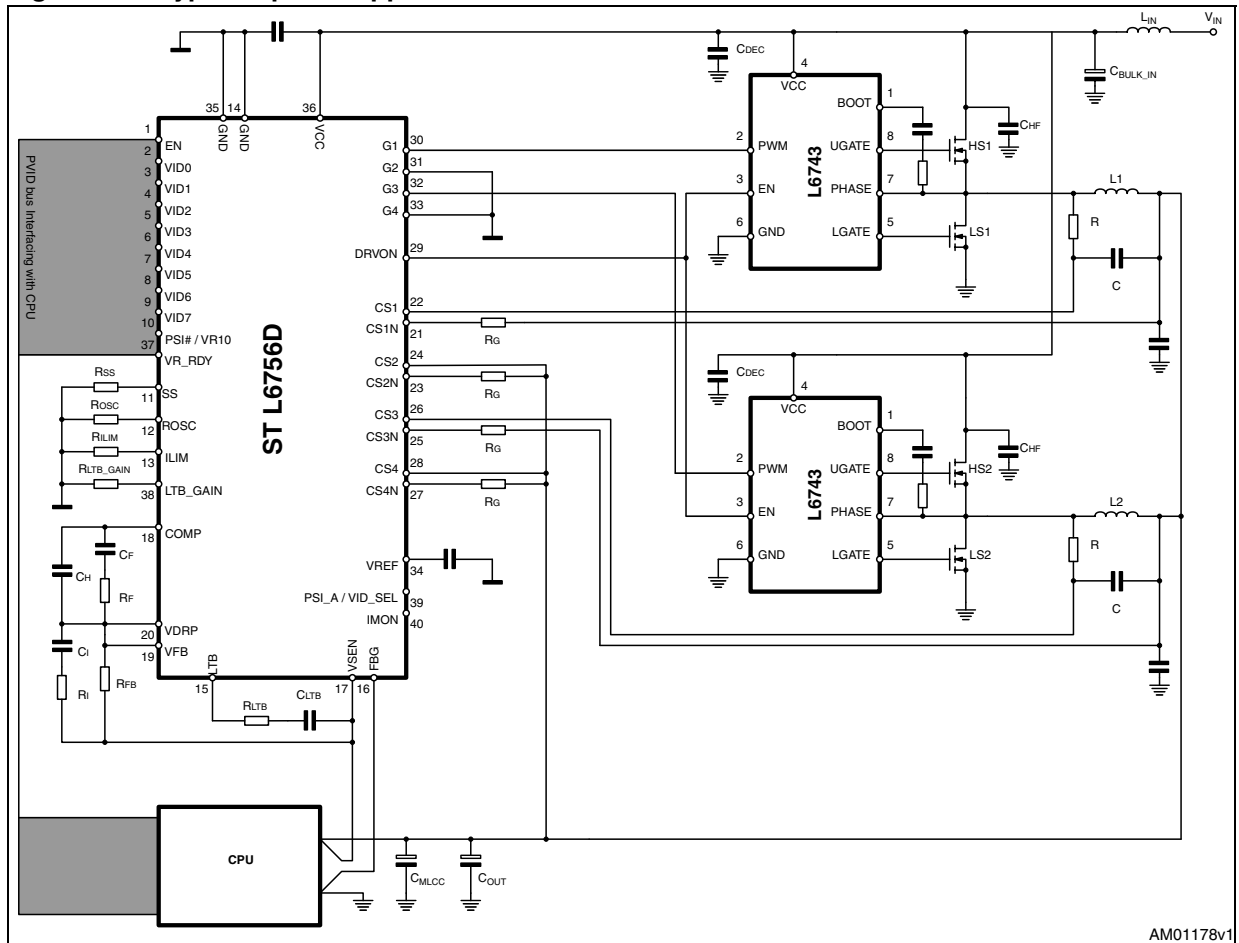 LIN
VIN
CDEC
CBULK_IN
4
VCC
BOOT
1
CHF
2
PWM
UGATE
8
HS1
L6743
3
EN
PHASE
7
L1
6
GND
LGATE
5
LS1
R
C
35
14
36
GND
GND
VCC
PVID bus Interfacing with CPU
1
EN
2
VID0
3
VID1
4
VID2
5
VID3
6
VID4
7
VID5
8
VID6
9
VID7
10
PSI# / VR10
37
VR_RDY
RSS
11
SS
ROSC
12
ROSC
RILIM
13
ILIM
RLTB_GAIN
38
LTB_GAIN
18
COMP
CF
CH
RF
20
VDRP
CI
19
VFB
RI
RFB
ST L6756D
G1
30
G2
31
G3
32
G4
33
DRVON
29
CS1
22
CS1N
21
RG
CS2
24
CS2N
23
RG
CS3
26
CS3N
25
RG
CS4
28
CS4N
27
RG
VREF
34
PSI_A / VID_SEL
39
IMON
40
LTB
VSEN
FBG
15
17
16
RLTB
CLTB
CDEC
4
VCC
BOOT
1
CHF
2
PWM
UGATE
8
HS2
L6743
3
EN
PHASE
7
L2
6
GND
LGATE
5
LS2
R
C
CPU
CMLCC
COUT
AM01178v1